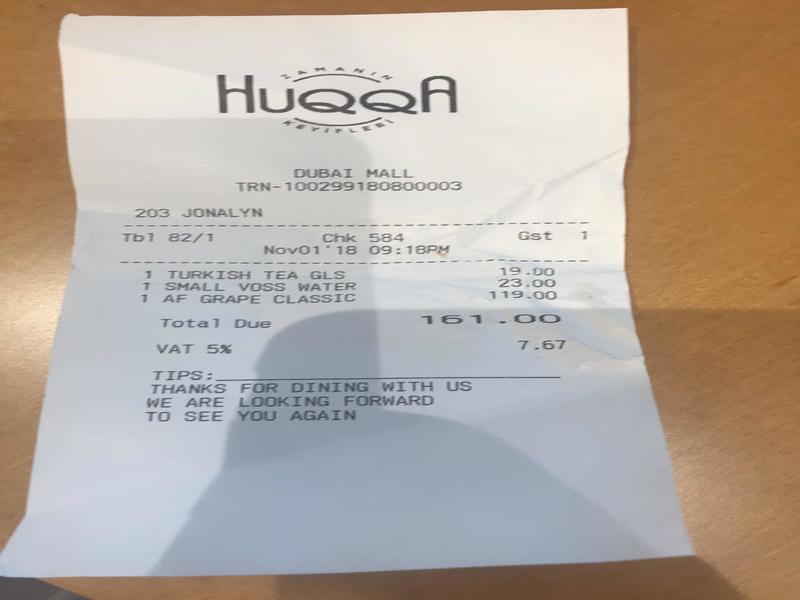 ZAMANIN
HUQQA
KEYIFLERI
DUBAI MALL
TRN-100299180800003
203 JONALYN
Tbl 82/1 Chk 584 Gst 1
Nov01'18 09:18PM
1 TURKISH TEA GLS 19.00
1 SMALL VOSS WATER 23.00
1 AF GRAPE CLASSIC 119.00
Total Due 161.00
VAT 5% 7.67
TIPS:
THANKS FOR DINING WITH US
WE ARE LOOKING FORWARD
TO SEE YOU AGAIN